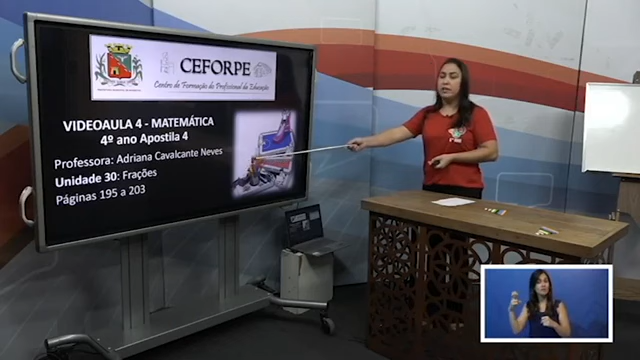 CEFORPE
Centro de Formação do Profissional da Educação
VIDEOAULA 4 - MATEMÁTICA
4º ano Apostila 4
Professora: Adriana Cavalcante Neves
Unidade 30: Frações
Páginas 195 a 203